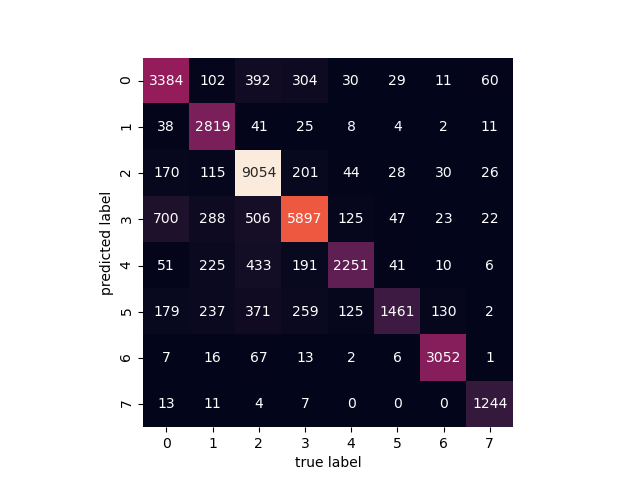 0 3384 102 392 304 30 29 11 60
1 38 2819 41 25 8 4 2 11
2 170 115 9054 201 44 28 30 26
3 700 288 506 5897 125 47 23 22
4 51 225 433 191 2251 41 10 6
5 179 237 371 259 125 1461 130 2
6 7 16 67 13 2 6 3052 1
7 13 11 4 7 0 0 0 1244
predicted label
0 1 2 3 4 5 6 7
true label